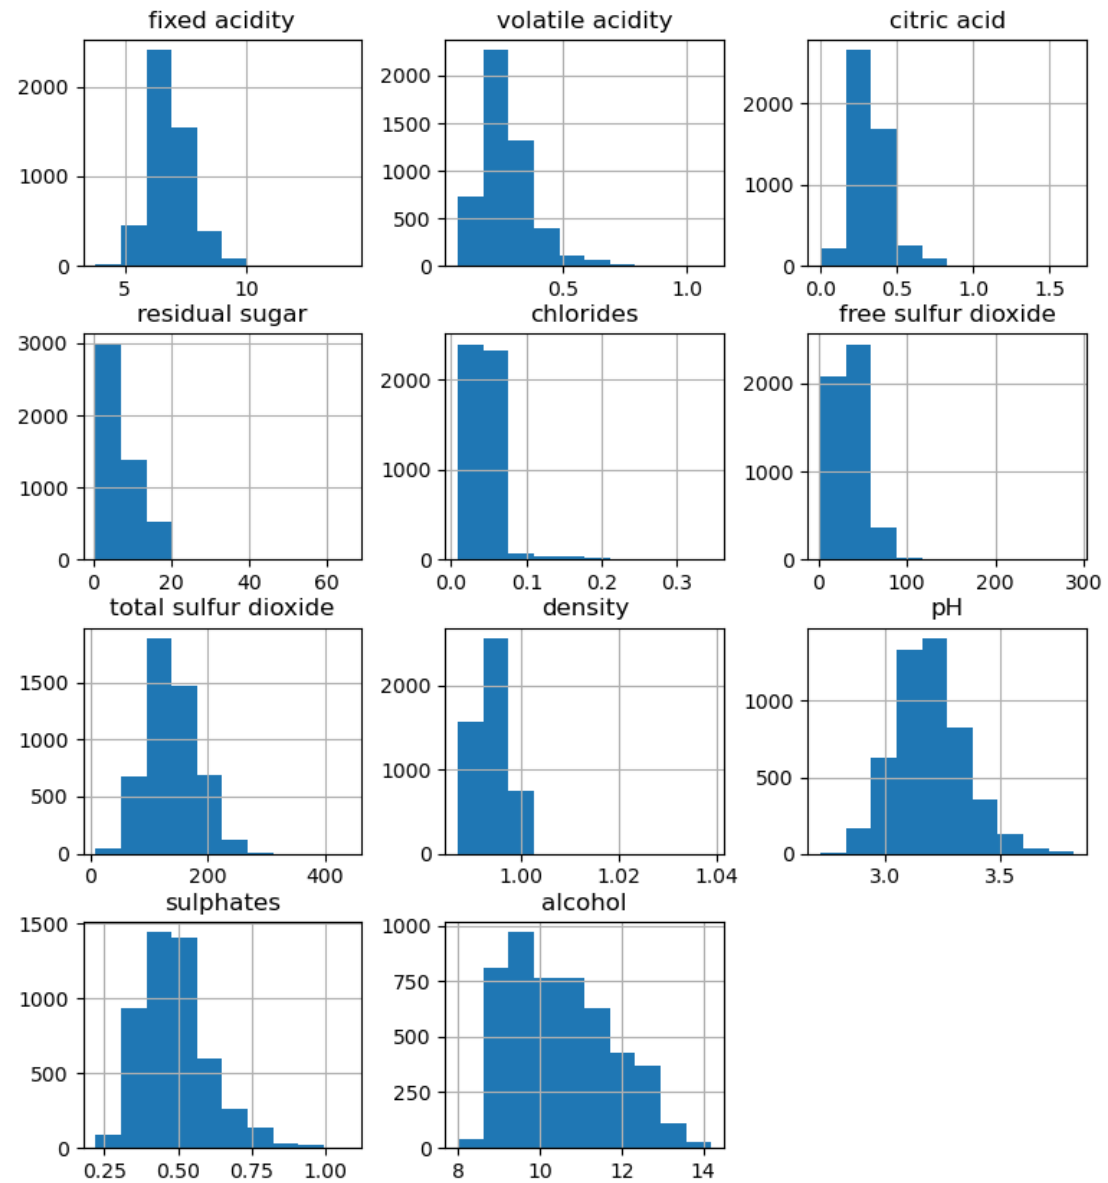 fixed acidity
2000
1000
0
5 10
volatile acidity
2000
1500
1000
500
0
0.5 1.0
citric acid
2000
1000
0
0.0 0.5 1.0 1.5
residual sugar
3000
2000
1000
0
0 20 40 60
chlorides
2000
1000
0
0.0 0.1 0.2 0.3
free sulfur dioxide
2000
1000
0
0 100 200 300
total sulfur dioxide
1500
1000
500
0
0 200 400
density
2000
1000
0
1.00 1.02 1.04
pH
1000
500
0
3.0 3.5
sulphates
1500
1000
500
0
0.25 0.50 0.75 1.00
alcohol
1000
750
500
250
0
8 10 12 14